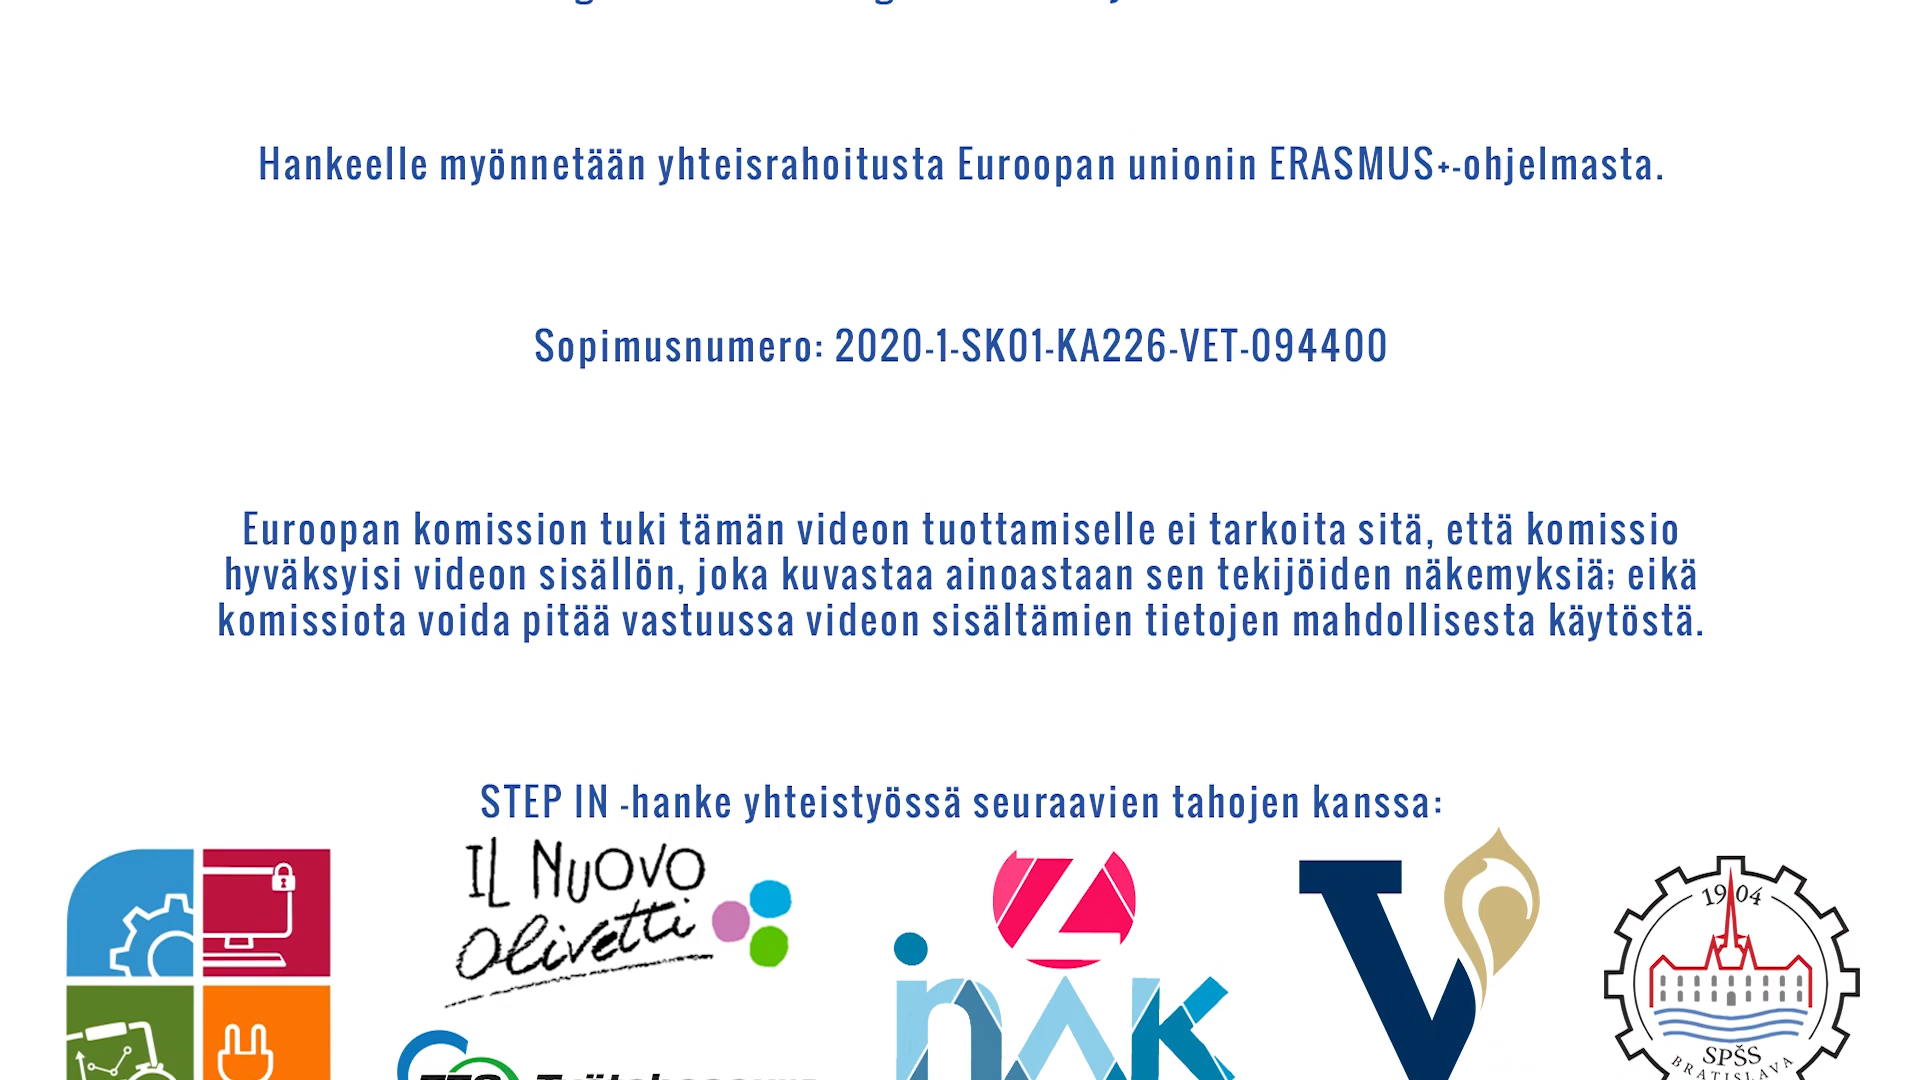 Hankeelle myönnetään yhteisrahoitusta Euroopan unionin ERASMUS+-ohjelmasta.
Sopimusnumero: 2020-1-SK01-KA226-VET-094400
Euroopan komission tuki tämän videon tuottamiselle ei tarkoita sitä, että komissio
hyväksyisi videon sisällön, joka kuvastaa ainoastaan sen tekijöiden näkemyksiä; eikä
komissiota voida pitää vastuussa videon sisältämien tietojen mahdollisesta käytöstä.
STEP IN -hanke yhteistyössä seuraavien tahojen kanssa:
IL NUOVO
Olivetti
Z
inak
V
1904
SPŠS
BRATISLAVA